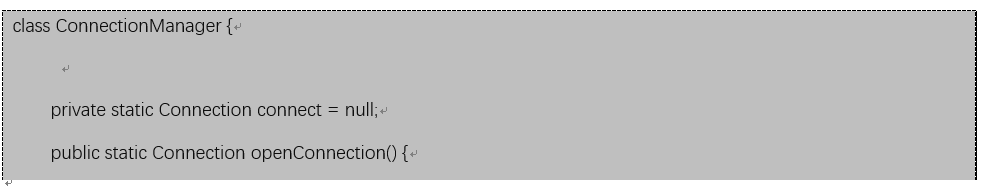 class ConnectionManager {
private static Connection connect = null;
public static Connection openConnection() {